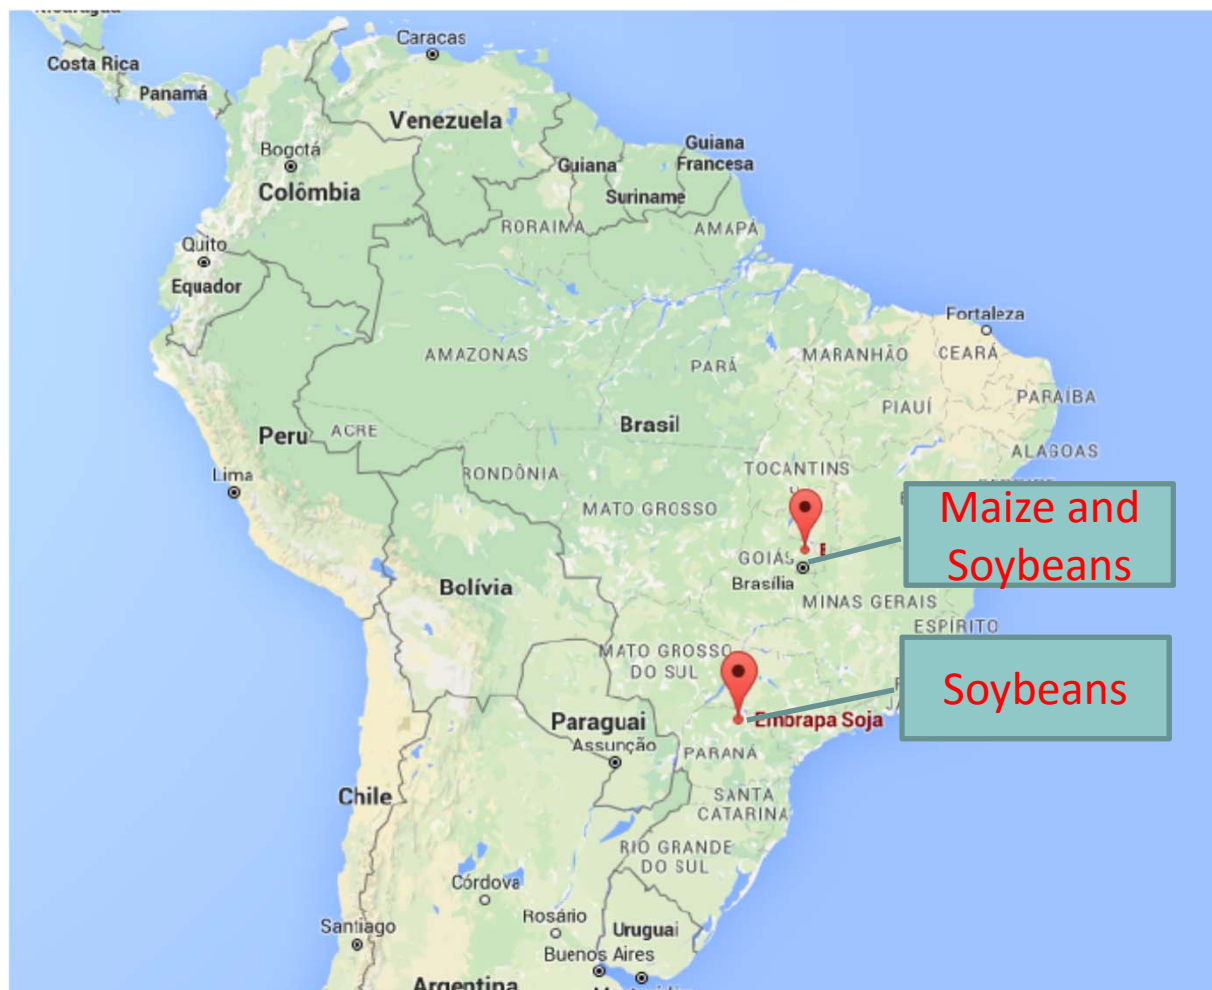 Caracas
Costa Rica
Panamá
Venezuela
Bogotá
Guiana
Guiana
Francesa
Colômbia
Suriname
RORAIMA
AMAPÁ
Quito
Equador
Fortaleza
AMAZONAS
PARÁ
MARANHÃO
CEARÁ
PIAUÍ
PARAÍBA
Brasil
Peru
ACRE
ALAGOAS
Lima
RONDÔNIA
TOCANTINS
MATO GROSSO
Maize and
Soybeans
GOIÁS
Brasília
Bolívia
MINAS GERAIS
ESPÍRITO
MATO GROSSO
DO SUL
Soybeans
Embrapa Soja
Paraguai
Assunção
PARANÁ
Chile
SANTA
CATARINA
RIO GRANDE
DO SUL
Córdova
Rosário
Santiago
Uruguai
Buenos Aires
Argentina